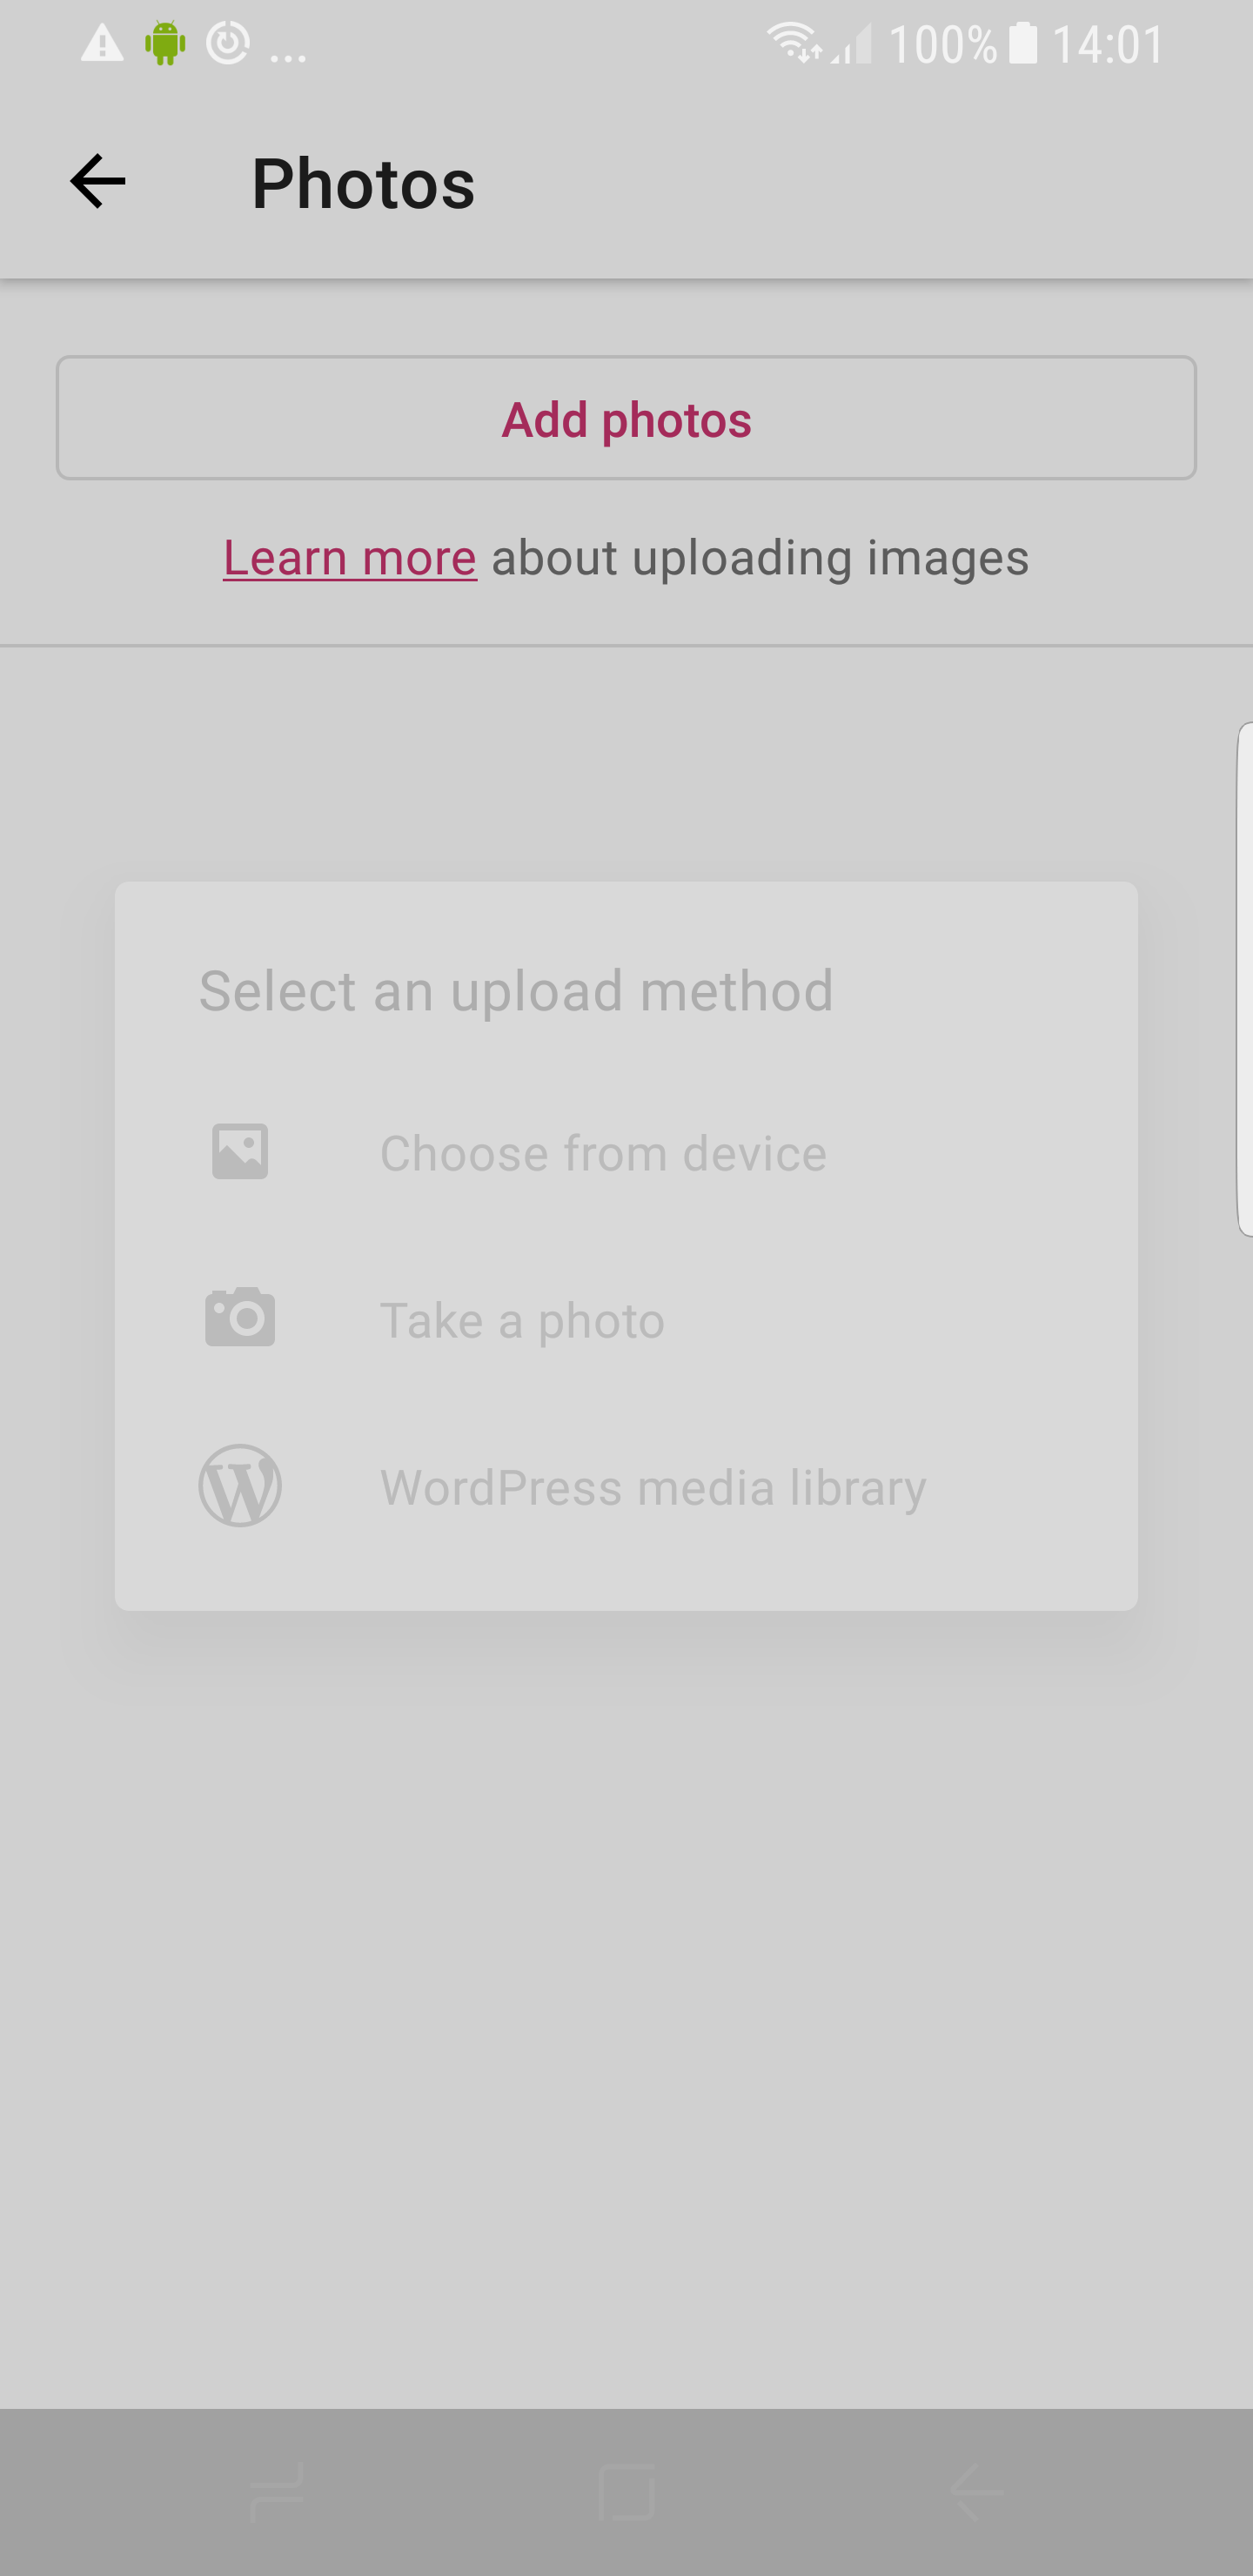 ... 100% 14:01
Photos
Add photos
Learn more about uploading images
Select an upload method
Choose from device
Take a photo
WordPress media library